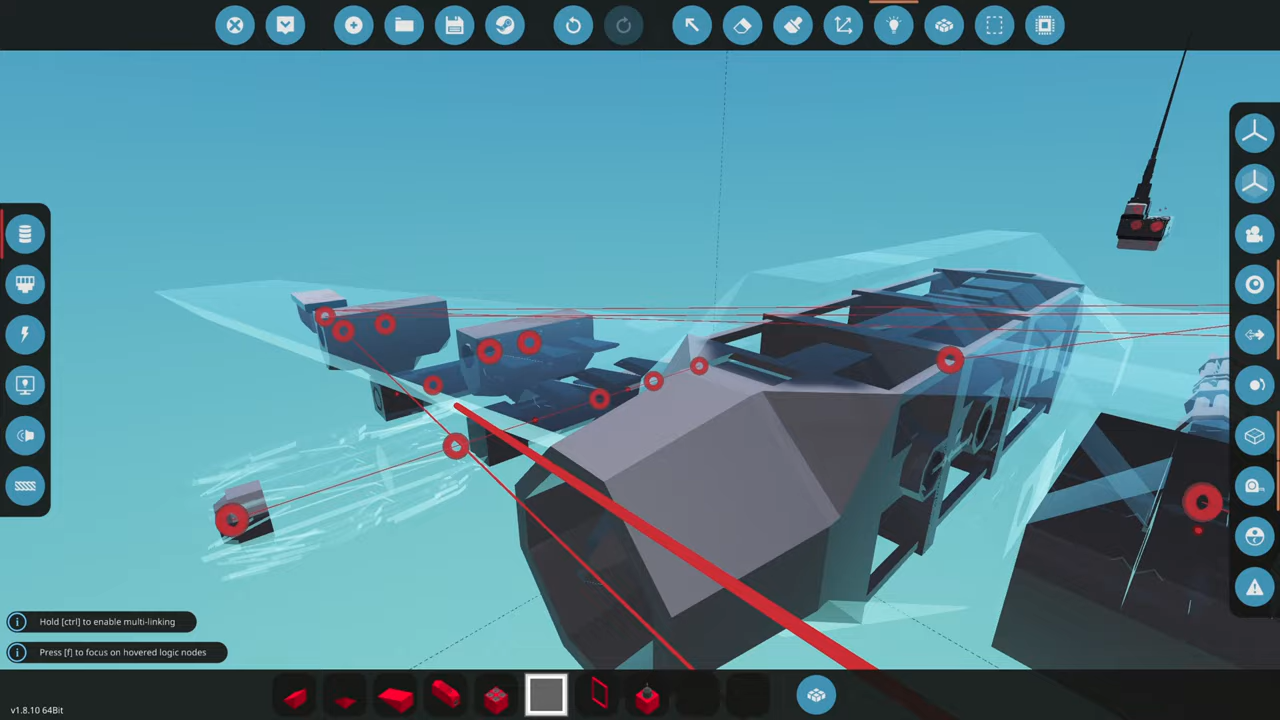 Hold [ctrl] to enable multi-linking
Press [f] to focus on hovered logic nodes
v1.8.10 64Bit